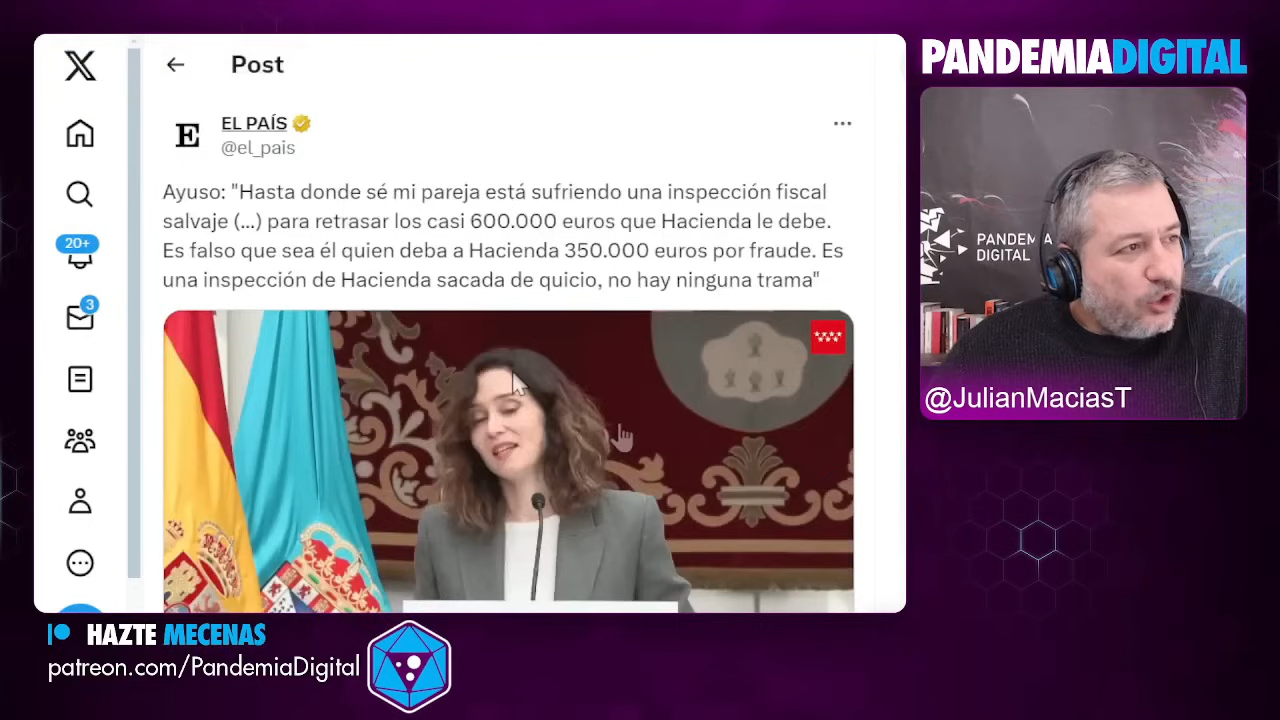 Post
EL PAÍS
@el_pais
Ayuso: "Hasta donde sé mi pareja está sufriendo una inspección fiscal
salvaje (...) para retrasar los casi 600.000 euros que Hacienda le debe.
Es falso que sea él quien deba a Hacienda 350.000 euros por fraude. Es
una inspección de Hacienda sacada de quicio, no hay ninguna trama"
20+
3
PANDEMIADIGITAL
PANDEMIA
DIGITAL
@JulianMaciasT
HAZTE MECENAS
patreon.com/PandemiaDigital